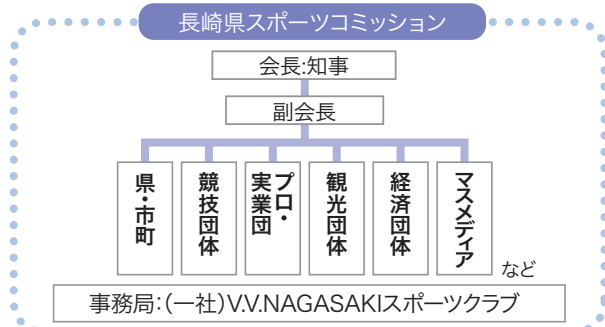 長崎県スポーツコミッション
会長:知事
副会長
県・市町
競技団体
プロ・
実業団
観光団体
経済団体
マスメディア
など
事務局:(一社)V.V.NAGASAKIスポーツクラブ